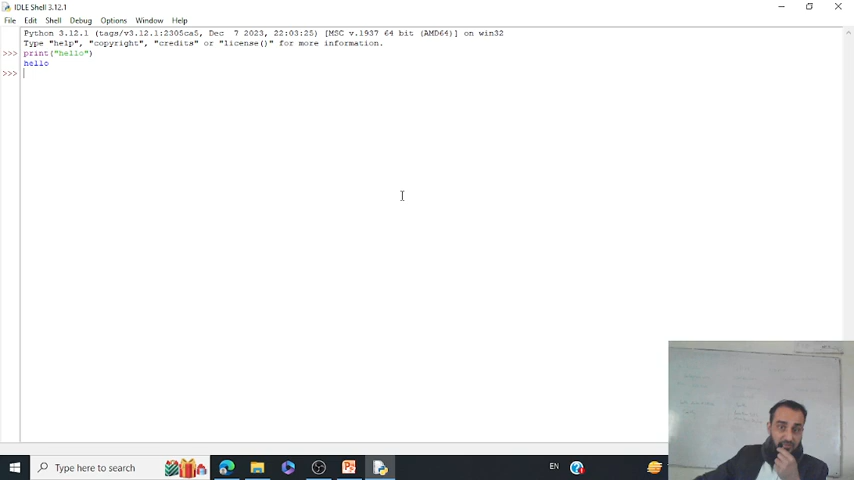 IDLE Shell 3.12.1
File Edit Shell Debug Options Window Help
Python 3.12.1 (tags/v3.12.1:2305ca5, Dec 7 2023, 22:03:25) [MSC v.1937 64 bit (AMD64)] on win32
Type "help", "copyright", "credits" or "license()" for more information.
>>> print("hello")
hello
>>>
Type here to search
EN